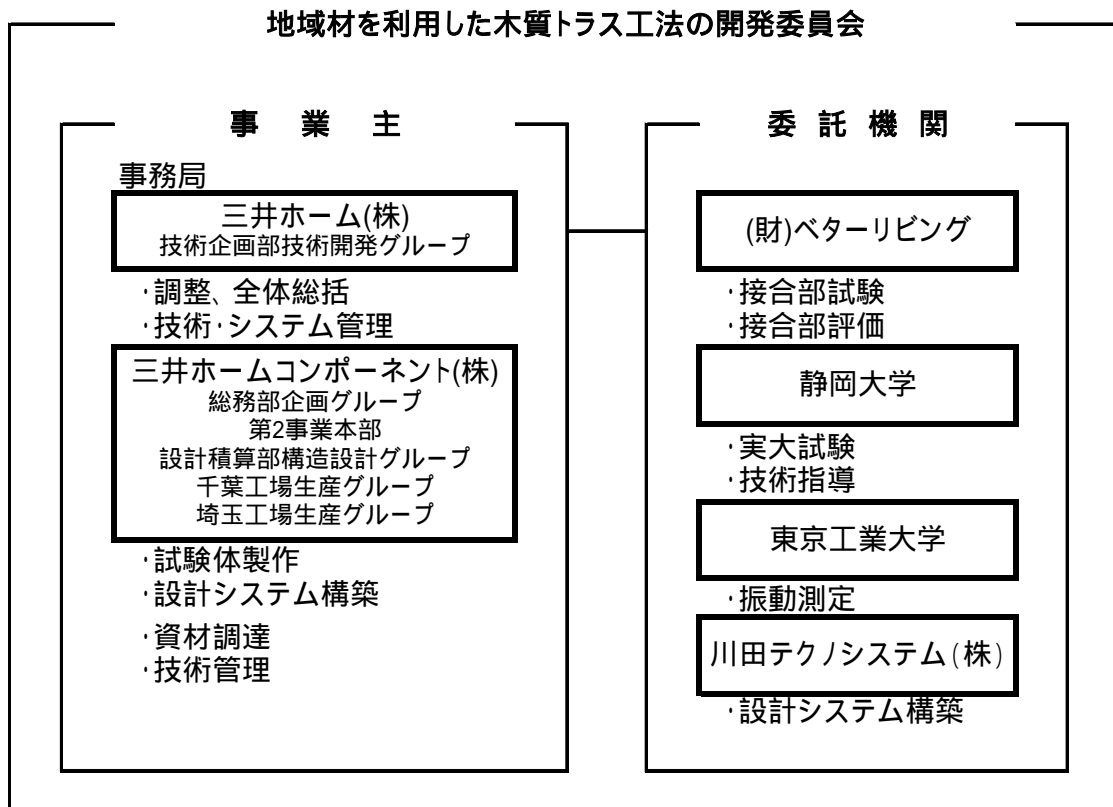 地域材を利用した木質トラス工法の開発委員会
事業主
事務局
三井ホーム(株)
技術企画部技術開発グループ
・調整、全体総括
・技術・システム管理
三井ホームコンポーネント(株)
総務部企画グループ
第2事業本部
設計積算部構造設計グループ
千葉工場生産グループ
埼玉工場生産グループ
・試験体製作
・設計システム構築
・資材調達
・技術管理
委託機関
(財)ベターリビング
・接合部試験
・接合部評価
静岡大学
・実大試験
・技術指導
東京工業大学
・振動測定
川田テクノシステム(株)
・設計システム構築